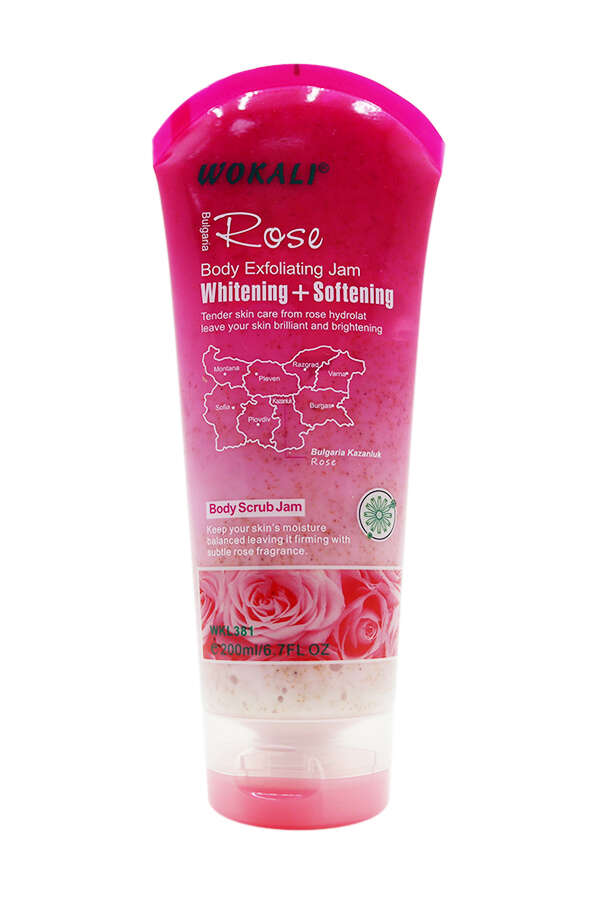 WOKALI®
Bulgaria
Rose
Body Exfoliating Jam
Whitening+Softening
Tender skin care from rose hydrolat
leave your skin brilliant and brightening
Montana
Pleven
Razgrad
Varna
Sofia
Plovdiv
Kazanluk
Burgas
Bulgaria Kazanluk
Rose
Body Scrub Jam
Keep your skin's moisture
balanced leaving it firming with
subtle rose fragrance.
WKL381
℮200ml/6.7FL OZ